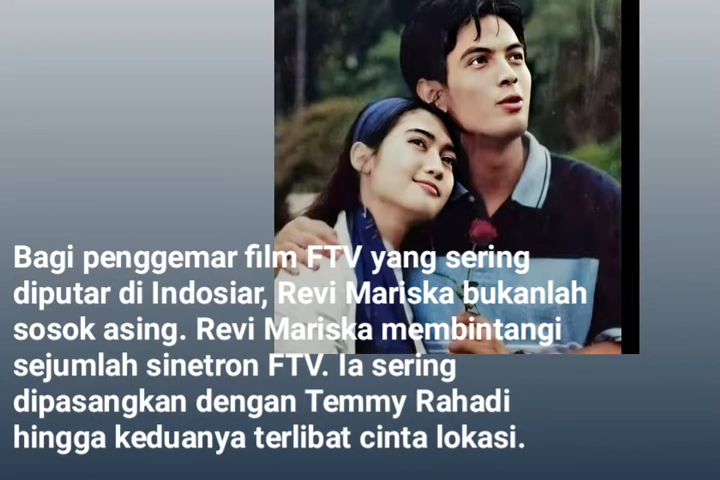 Bagi penggemar film FTV yang sering
diputar di Indosiar, Revi Mariska bukanlah
sosok asing. Revi Mariska membintangi
sejumlah sinetron FTV. Ia sering
dipasangkan dengan Temmy Rahadi
hingga keduanya terlibat cinta lokasi.